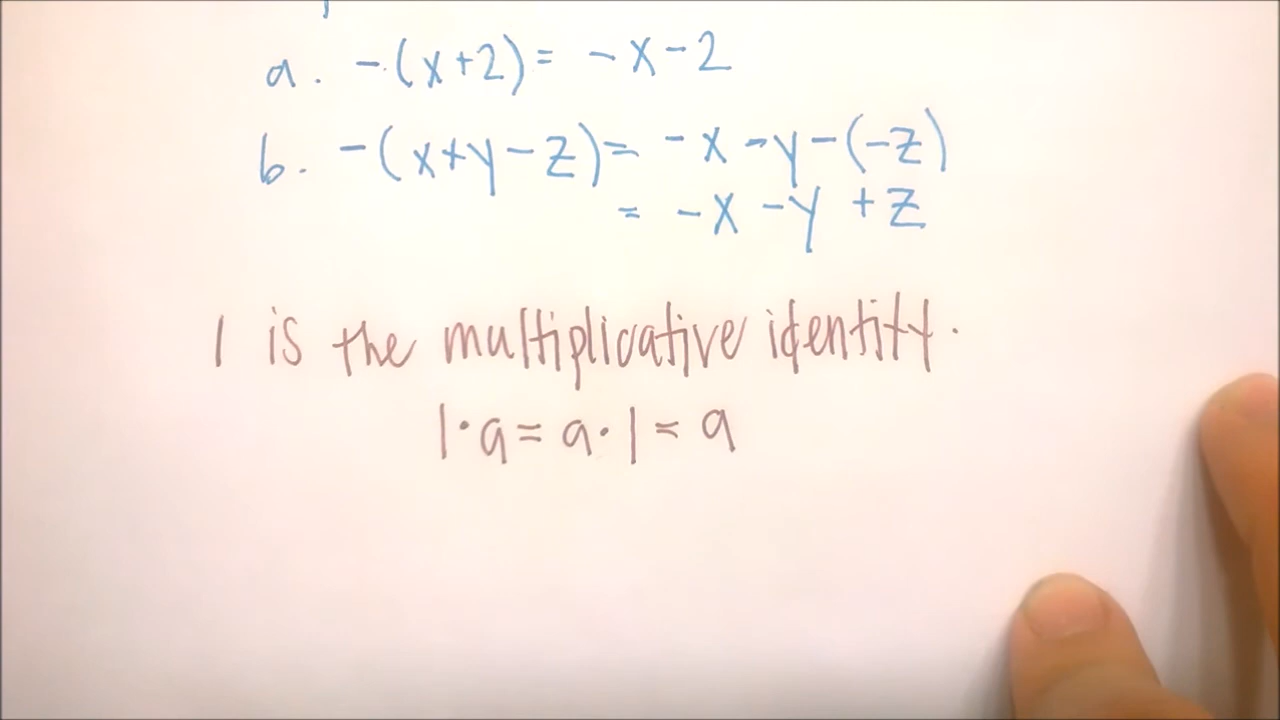 a. -(x+2) = -x-2
b. -(x+y-z) = -x-y-(-z)
= -x-y+z
1 is the multiplicative identity.
1·a = a·1 = a